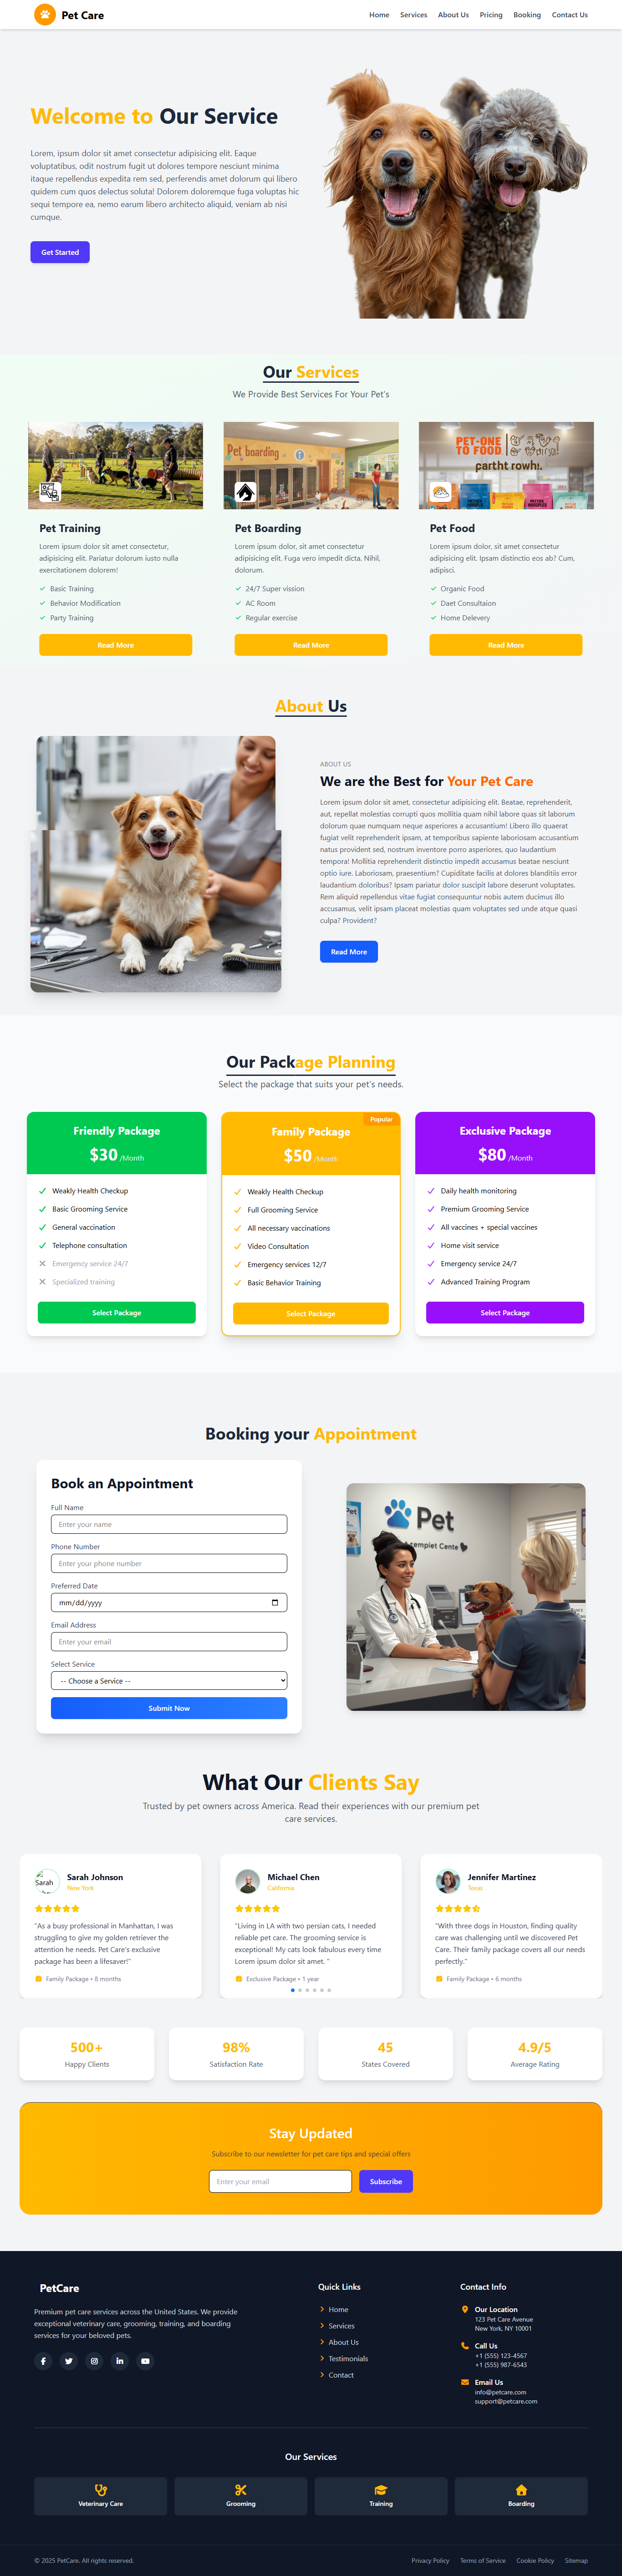 Pet Care
Home Services About Us Pricing Booking Contact Us
Welcome to Our Service
Lorem, ipsum dolor sit amet consectetur adipisicing elit. Eaque
voluptatibus, odit nostrum fugit ut dolores tempore nesciunt minima
itaque repellendus expedita rem sed, perferendis amet dolorum qui libero
quidem cum quos delectus soluta! Dolorem doloremque fuga voluptas hic
sequi tempore ea, nemo earum libero architecto aliquid, veniam ab nisi
cumque.
Get Started
Our Services
We Provide Best Services For Your Pet's
Pet Training
Lorem ipsum dolor sit amet consectetur,
adipisicing elit. Pariatur dolorum iusto nulla
exercitationem dolorem!
Basic Training
Behavior Modification
Party Training
Read More
Pet boarding
Pet Boarding
Lorem ipsum dolor, sit amet consectetur
adipisicing elit. Fuga vero impedit dicta. Nihil,
dolorum.
24/7 Super vission
AC Room
Regular exercise
Read More
PET-ONE
TO FOOD
partht rowh!.
Pet Food
Lorem ipsum dolor, sit amet consectetur
adipisicing elit. Ipsam distinctio eos ab? Cum,
adipisci.
Organic Food
Daet Consultaion
Home Delevery
Read More
About Us
ABOUT US
We are the Best for Your Pet Care
Lorem ipsum dolor sit amet, consectetur adipisicing elit. Beatae, reprehenderit,
aut, repellat molestias corrupti quos mollitia quam nihil labore quas sit laborum
dolorum quae numquam neque asperiores a accusantium! Libero illo quaerat
fugiat velit reprehenderit ipsam, at temporibus sapiente laboriosam accusantium
natus provident sed, nostrum inventore porro asperiores, quo laudantium
tempora! Mollitia reprehenderit distinctio impedit accusamus beatae nesciunt
optio iure. Laboriosam, praesentium? Cupiditate facilis at dolores blanditiis error
laudantium doloribus? Ipsam pariatur dolor suscipit labore deserunt voluptates.
Rem aliquid repellendus vitae fugiat consequuntur nobis autem ducimus illo
accusamus, velit ipsam placeat molestias quam voluptates sed unde atque quasi
culpa? Provident?
Read More
Our Package Planning
Select the package that suits your pet's needs.
Friendly Package
$30 /Month
Weakly Health Checkup
Basic Grooming Service
General vaccination
Telephone consultation
Emergency service 24/7
Specialized training
Select Package
Popular
Family Package
$50 /Month
Weakly Health Checkup
Full Grooming Service
All necessary vaccinations
Video Consultation
Emergency services 12/7
Basic Behavior Training
Select Package
Exclusive Package
$80 /Month
Daily health monitoring
Premium Grooming Service
All vaccines + special vaccines
Home visit service
Emergency service 24/7
Advanced Training Program
Select Package
Booking your Appointment
Book an Appointment
Full Name
Enter your name
Phone Number
Enter your phone number
Preferred Date
mm/dd/yyyy
Email Address
Enter your email
Select Service
-- Choose a Service --
Submit Now
Pet
What Our Clients Say
Trusted by pet owners across America. Read their experiences with our premium pet
care services.
Sarah
Sarah Johnson
New York
"As a busy professional in Manhattan, I was
struggling to give my golden retriever the
attention he needs. Pet Care's exclusive
package has been a lifesaver!"
Family Package • 8 months
Michael Chen
California
"Living in LA with two persian cats, I needed
reliable pet care. The grooming service is
exceptional! My cats look fabulous every time
Lorem ipsum dolor sit amet. "
Exclusive Package • 1 year
Jennifer Martinez
Texas
"With three dogs in Houston, finding quality
care was challenging until we discovered Pet
Care. Their family package covers all our needs
perfectly."
Family Package • 6 months
500+
Happy Clients
98%
Satisfaction Rate
45
States Covered
4.9/5
Average Rating
Stay Updated
Subscribe to our newsletter for pet care tips and special offers
Enter your email
Subscribe
PetCare
Premium pet care services across the United States. We provide
exceptional veterinary care, grooming, training, and boarding
services for your beloved pets.
Quick Links
Home
Services
About Us
Testimonials
Contact
Contact Info
Our Location
123 Pet Care Avenue
New York, NY 10001
Call Us
+1 (555) 123-4567
+1 (555) 987-6543
Email Us
info@petcare.com
support@petcare.com
Our Services
Veterinary Care
Grooming
Training
Boarding
© 2025 PetCare. All rights reserved.
Privacy Policy Terms of Service Cookie Policy Sitemap